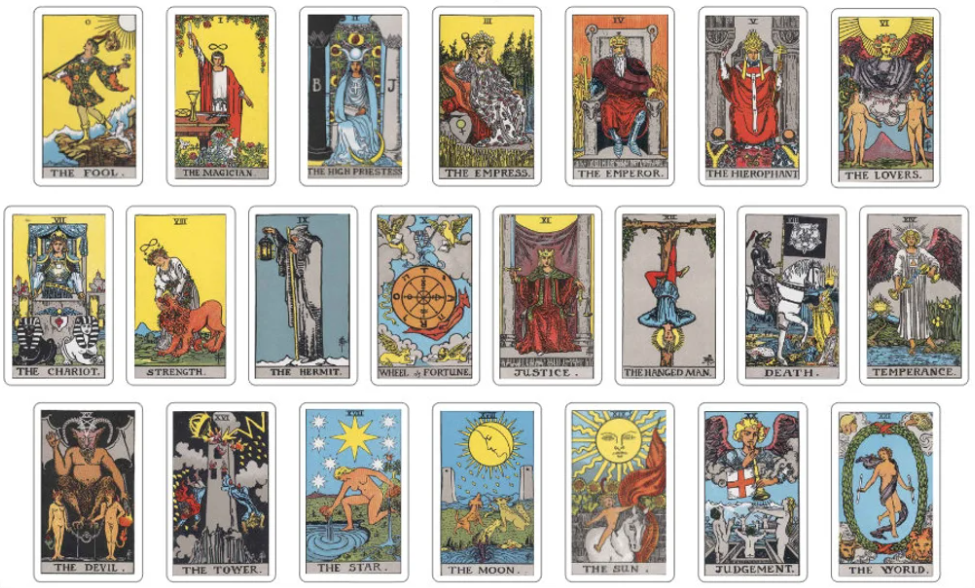 0
THE FOOL.
I
THE MAGICIAN.
II
B J
THE HIGH PRIESTESS
III
THE EMPRESS.
IV
THE EMPEROR.
V
THE HIEROPHANT
VI
THE LOVERS.
VII
THE CHARIOT.
VIII
STRENGTH.
IX
THE HERMIT.
X
WHEEL of FORTUNE.
XI
JUSTICE.
XII
THE HANGED MAN.
XIII
DEATH.
XIV
TEMPERANCE.
XV
THE DEVIL.
XVI
THE TOWER.
XVII
THE STAR.
XVIII
THE MOON.
XIX
THE SUN.
XX
JUDGEMENT.
XXI
THE WORLD.